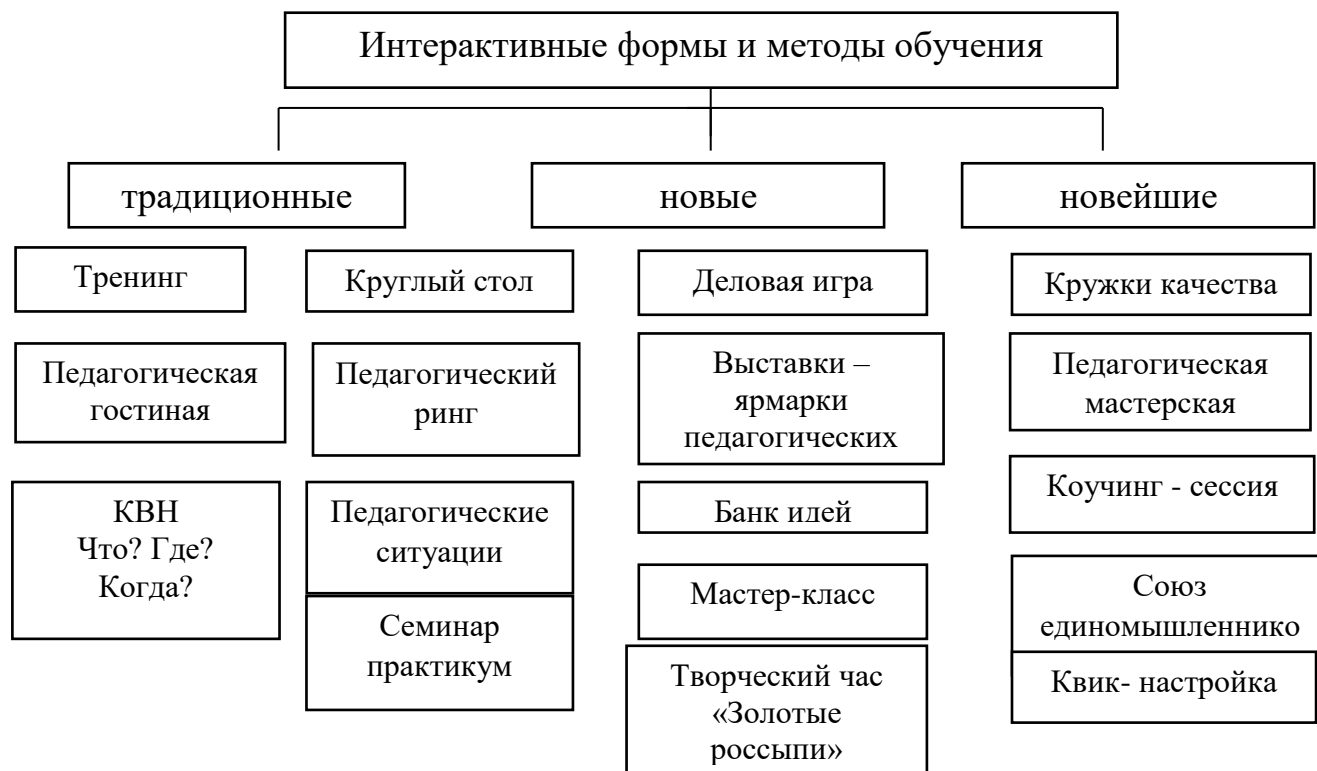 Интерактивные формы и методы обучения
традиционные
новые
новейшие
Тренинг
Круглый стол
Деловая игра
Кружки качества
Педагогическая
гостиная
Педагогический
ринг
Выставки –
ярмарки
педагогических
Педагогическая
мастерская
КВН
Что? Где?
Когда?
Педагогические
ситуации
Банк идей
Коучинг - сессия
Семинар
практикум
Мастер-класс
Союз
единомышленнико
Творческий час
«Золотые
россыпи»
Квик- настройка